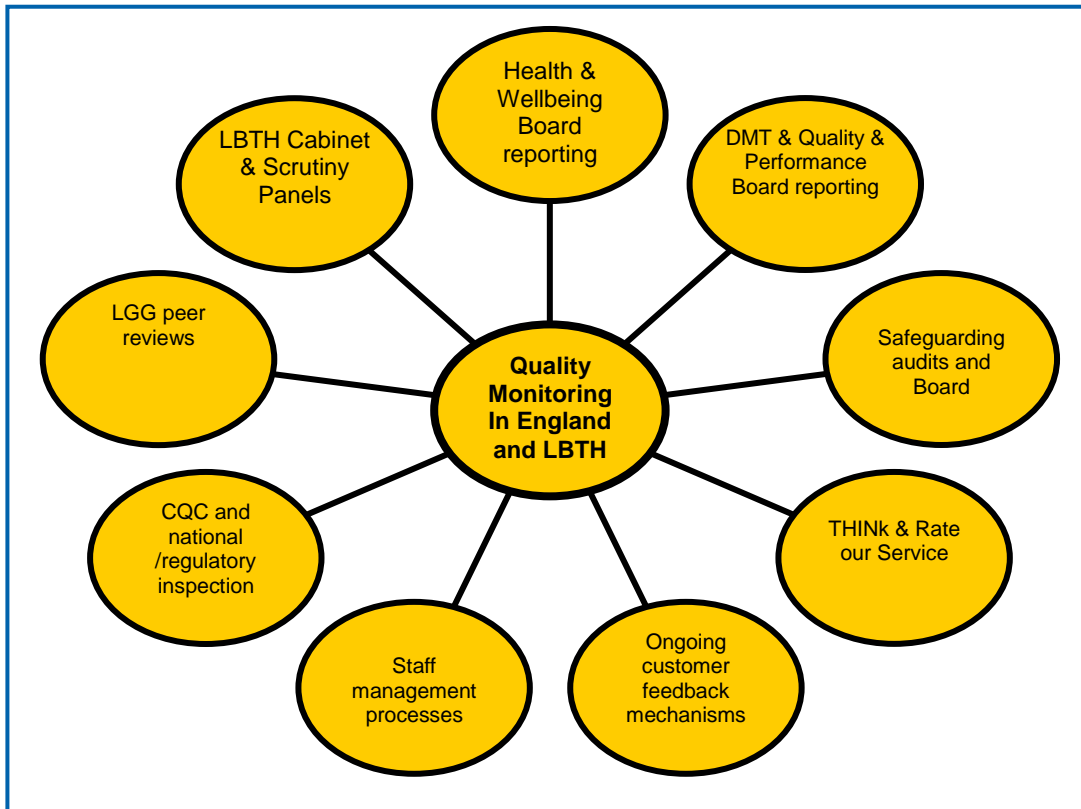 Health &
Wellbeing
Board
reporting
LBTH Cabinet
& Scrutiny
Panels
DMT & Quality &
Performance
Board reporting
LGG peer
reviews
Safeguarding
audits and
Board
Quality
Monitoring
In England
and LBTH
CQC and
national
/regulatory
inspection
THINk & Rate
our Service
Staff
management
processes
Ongoing
customer
feedback
mechanisms